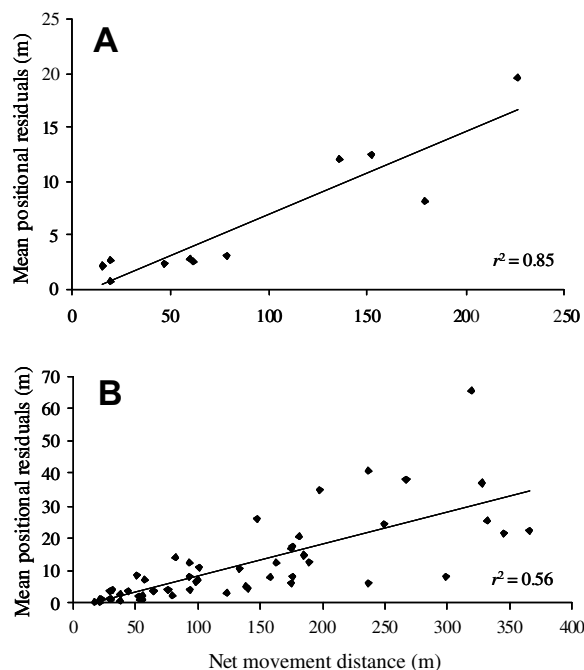 A
Mean positional residuals (m)
25
20
15
10
5
0
r² = 0.85
0 50 100 150 200 250
B
Mean positional residuals (m)
70
60
50
40
30
20
10
0
r² = 0.56
0 50 100 150 200 250 300 350 400
Net movement distance (m)